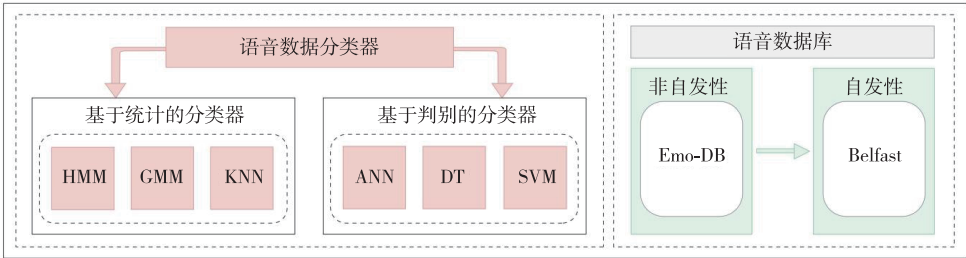 语音数据分类器
基于统计的分类器
HMM GMM KNN
基于判别的分类器
ANN DT SVM
语音数据库
非自发性
Emo-DB
自发性
Belfast